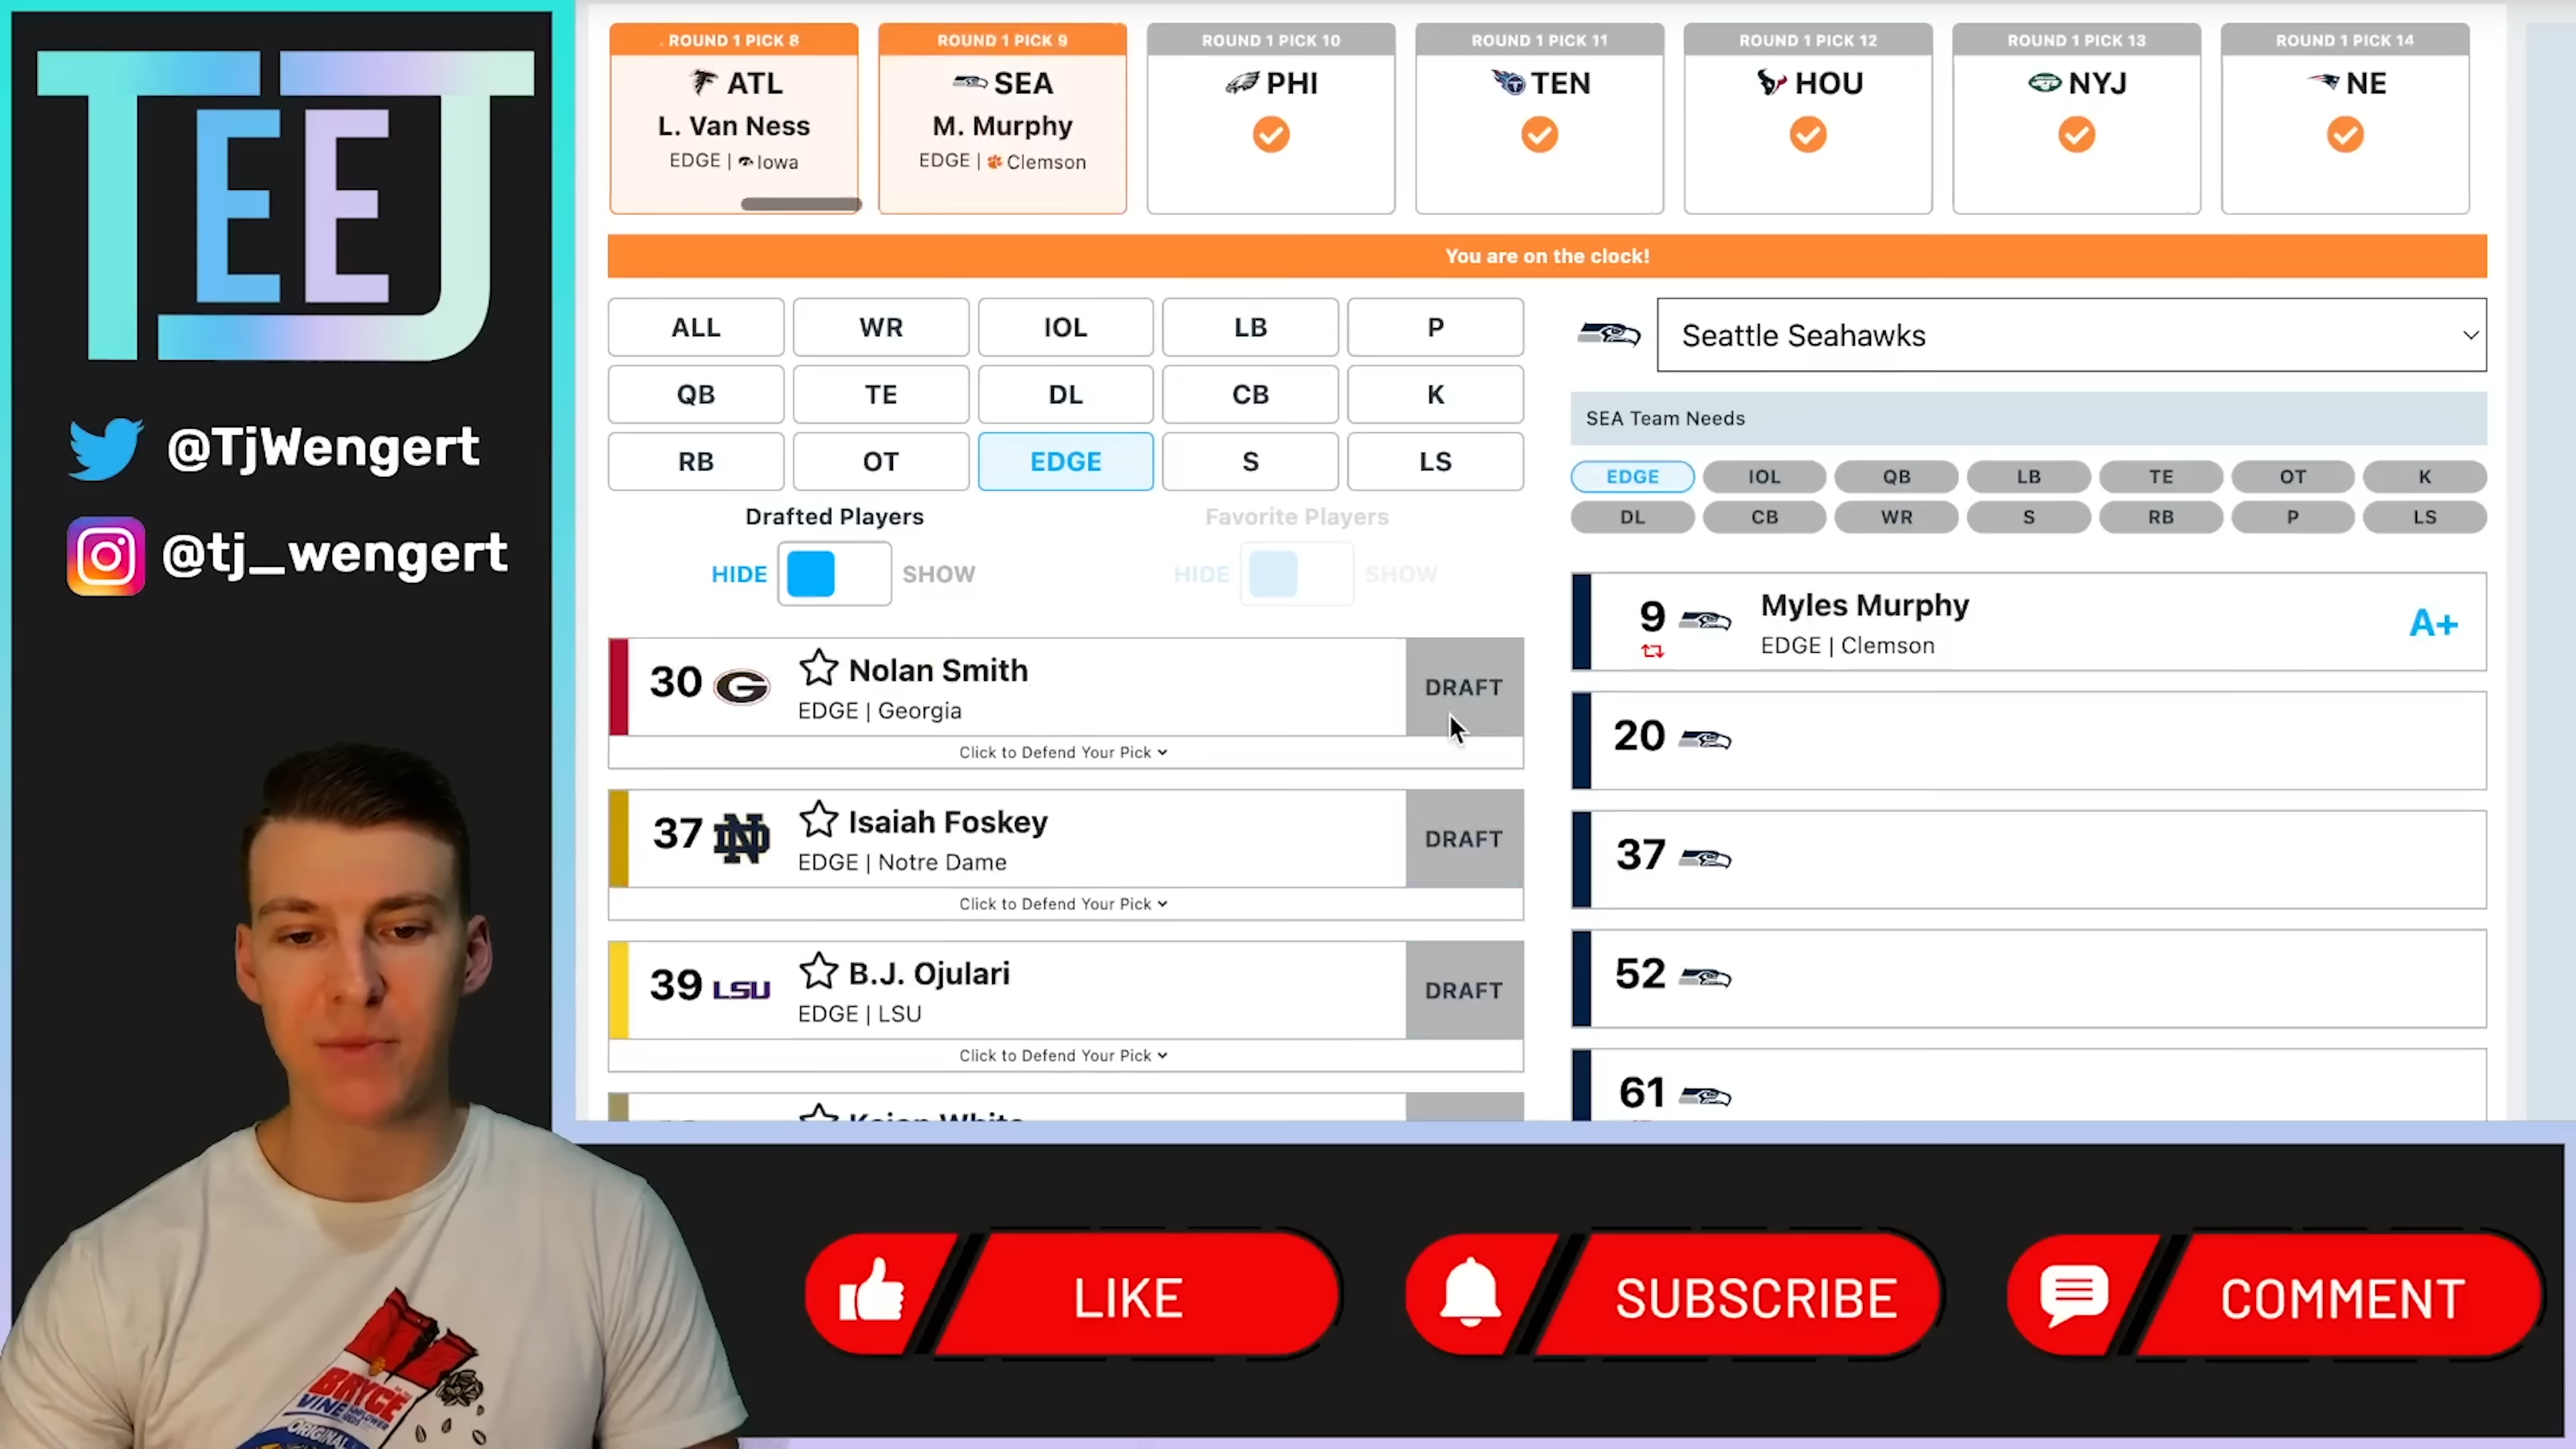 TEEJ
@TjWengert
@tj_wengert
ROUND 1 PICK 8
ATL
L. Van Ness
EDGE | Iowa
ROUND 1 PICK 9
SEA
M. Murphy
EDGE | Clemson
ROUND 1 PICK 10
PHI
ROUND 1 PICK 11
TEN
ROUND 1 PICK 12
HOU
ROUND 1 PICK 13
NYJ
ROUND 1 PICK 14
NE
You are on the clock!
ALL WR IOL LB P
QB TE DL CB K
RB OT EDGE S LS
Drafted Players
HIDE SHOW
Favorite Players
HIDE SHOW
30 G Nolan Smith
EDGE | Georgia
DRAFT
Click to Defend Your Pick
37 ND Isaiah Foskey
EDGE | Notre Dame
DRAFT
Click to Defend Your Pick
39 LSU B.J. Ojulari
EDGE | LSU
DRAFT
Click to Defend Your Pick
Seattle Seahawks
SEA Team Needs
EDGE IOL QB LB TE OT K
DL CB WR S RB P LS
9 Myles Murphy
EDGE | Clemson
A+
20
37
52
61
BRYCE
VINE
ORIGINAL
LIKE
SUBSCRIBE
COMMENT